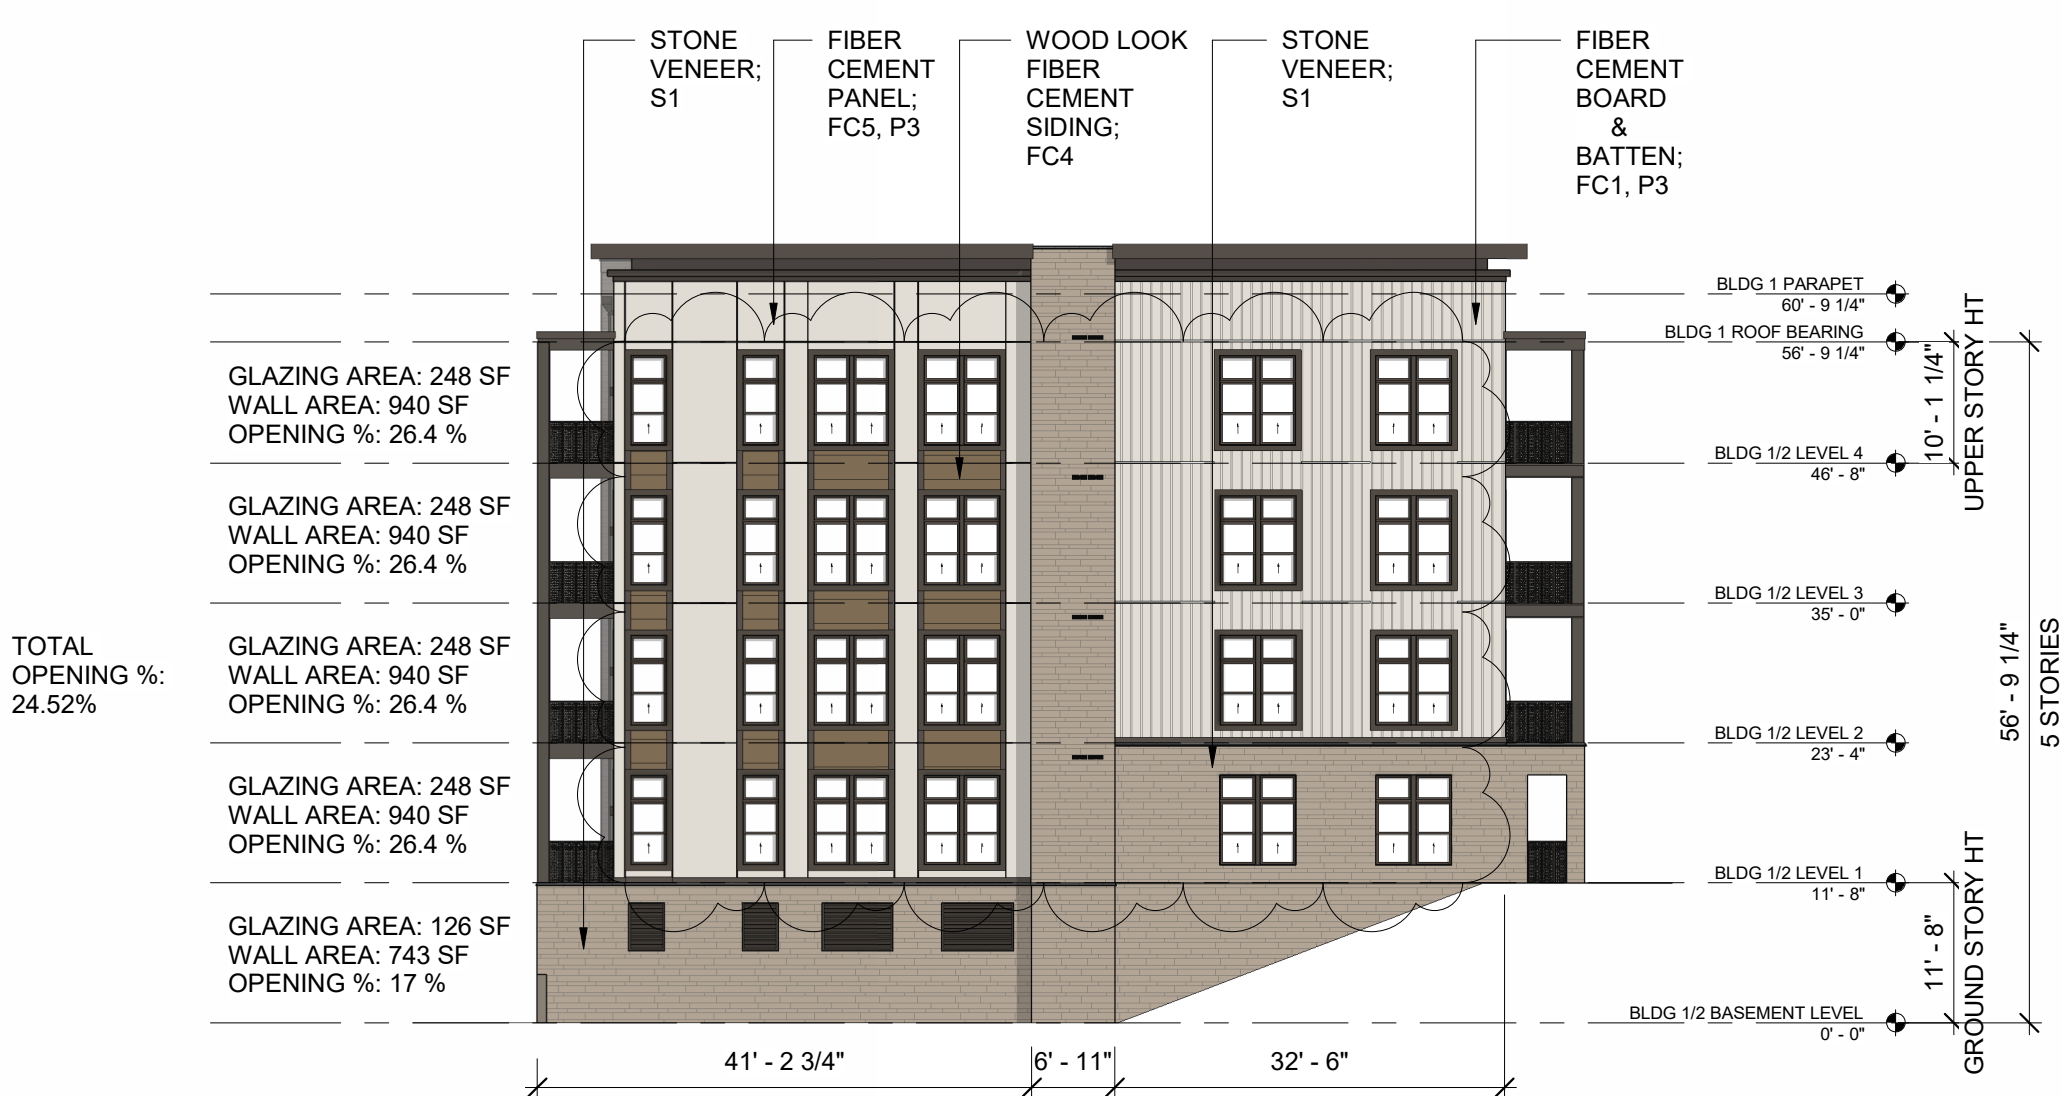 STONE
VENEER;
S1
FIBER
CEMENT
PANEL;
FC5, P3
WOOD LOOK
FIBER
CEMENT
SIDING;
FC4
STONE
VENEER;
S1
FIBER
CEMENT
BOARD
&
BATTEN;
FC1, P3
TOTAL
OPENING %:
24.52%
GLAZING AREA: 248 SF
WALL AREA: 940 SF
OPENING %: 26.4 %
GLAZING AREA: 248 SF
WALL AREA: 940 SF
OPENING %: 26.4 %
GLAZING AREA: 248 SF
WALL AREA: 940 SF
OPENING %: 26.4 %
GLAZING AREA: 248 SF
WALL AREA: 940 SF
OPENING %: 26.4 %
GLAZING AREA: 126 SF
WALL AREA: 743 SF
OPENING %: 17 %
BLDG 1 PARAPET
60' - 9 1/4"
BLDG 1 ROOF BEARING
56' - 9 1/4"
BLDG 1/2 LEVEL 4
46' - 8"
BLDG 1/2 LEVEL 3
35' - 0"
BLDG 1/2 LEVEL 2
23' - 4"
BLDG 1/2 LEVEL 1
11' - 8"
BLDG 1/2 BASEMENT LEVEL
0' - 0"
10' - 1 1/4"
UPPER STORY HT
56' - 9 1/4"
5 STORIES
11' - 8"
GROUND STORY HT
41' - 2 3/4"
6' - 11"
32' - 6"